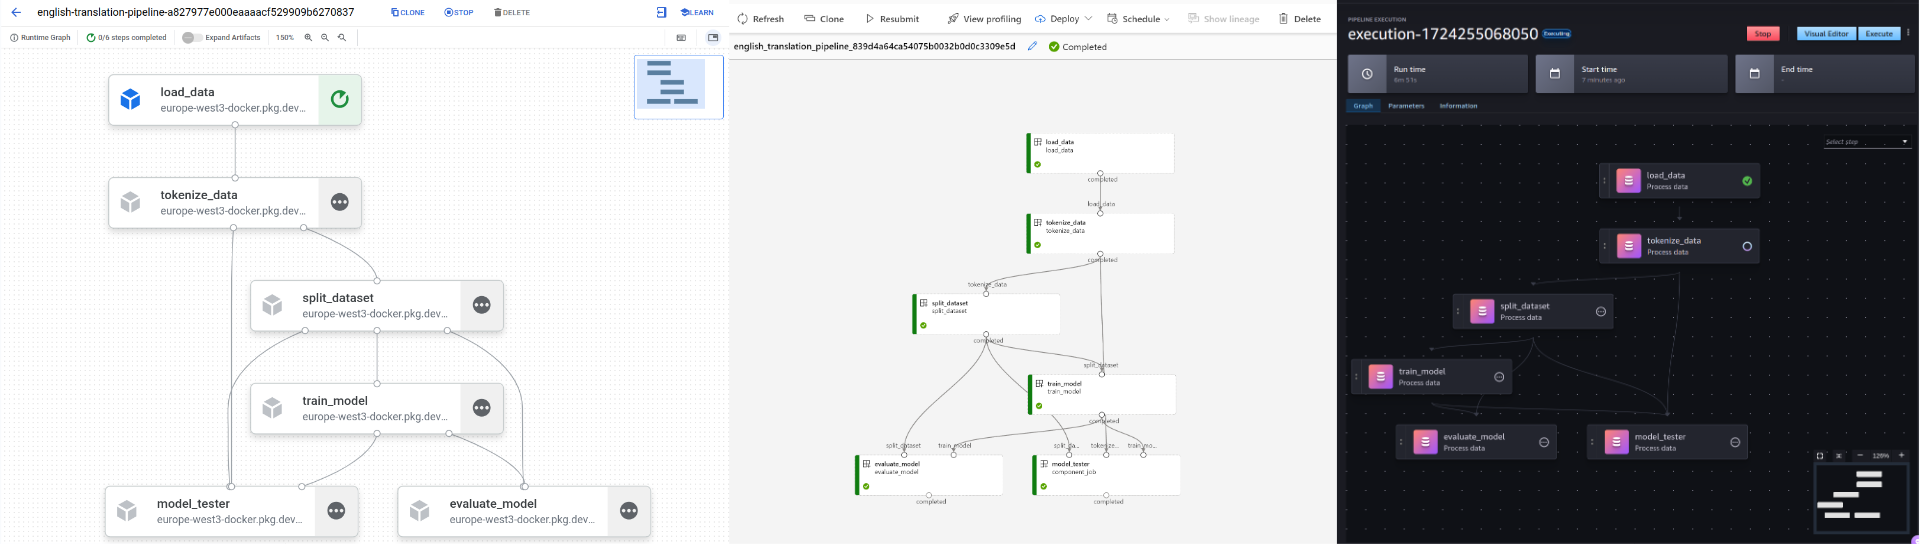 english-translation-pipeline-a827977e000eaaaacf529909b6270837
CLONE
STOP
DELETE
LEARN
Runtime Graph
0/6 steps completed
Expand Artifacts
150%
load_data
europe-west3-docker.pkg.dev...
tokenize_data
europe-west3-docker.pkg.dev...
split_dataset
europe-west3-docker.pkg.dev...
train_model
europe-west3-docker.pkg.dev...
model_tester
europe-west3-docker.pkg.dev...
evaluate_model
europe-west3-docker.pkg.dev...
Refresh
Clone
Resubmit
View profiling
Deploy
Schedule
Show lineage
Delete
english_translation_pipeline_839d4a64ca54075b0032b0d0c3309e5d
Completed
load_data
load_data
completed
load_data
tokenize_data
tokenize_data
completed
tokenize_data
split_dataset
split_dataset
completed
split_dataset
train_model
train_model
completed
split_dataset
train_model
split_da...
tokenize...
train_mo...
evaluate_model
evaluate_model
completed
model_tester
component_job
completed
PIPELINE EXECUTION
execution-1724255068050
Executing
Stop
Visual Editor
Execute
Run time
6m 51s
Start time
7 minutes ago
End time
-
Graph
Parameters
Information
Select step
load_data
Process data
tokenize_data
Process data
split_dataset
Process data
train_model
Process data
evaluate_model
Process data
model_tester
Process data
128%